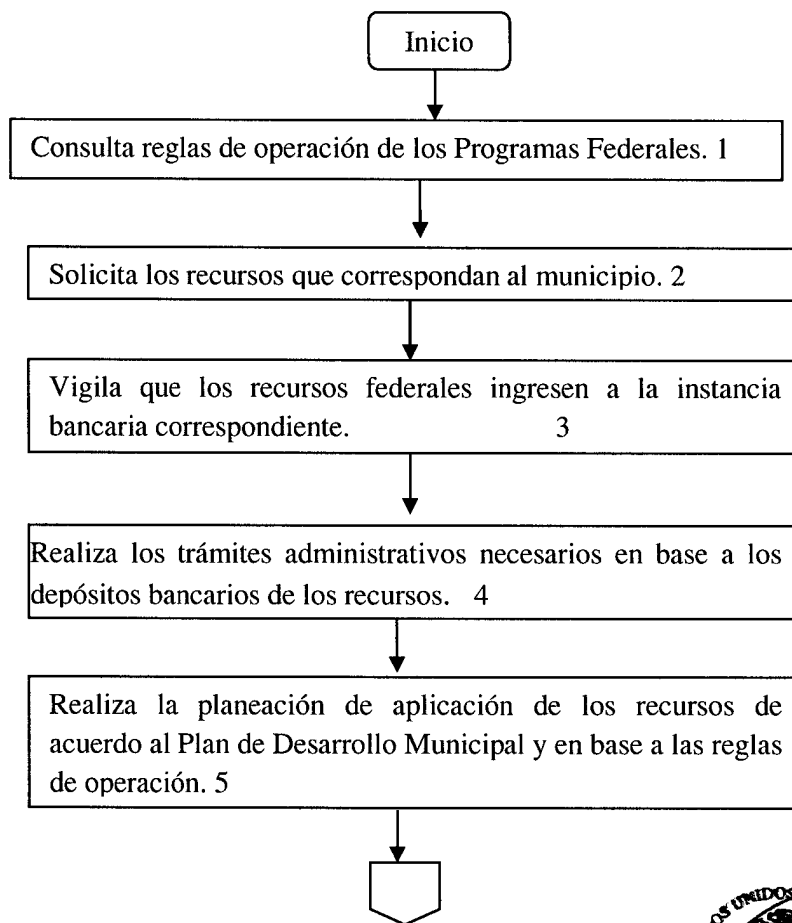 Inicio
Consulta reglas de operación de los Programas Federales. 1
Solicita los recursos que correspondan al municipio. 2
Vigila que los recursos federales ingresen a la instancia
bancaria correspondiente. 3
Realiza los trámites administrativos necesarios en base a los
depósitos bancarios de los recursos. 4
Realiza la planeación de aplicación de los recursos de
acuerdo al Plan de Desarrollo Municipal y en base a las reglas
de operación. 5
OS UNIDOS